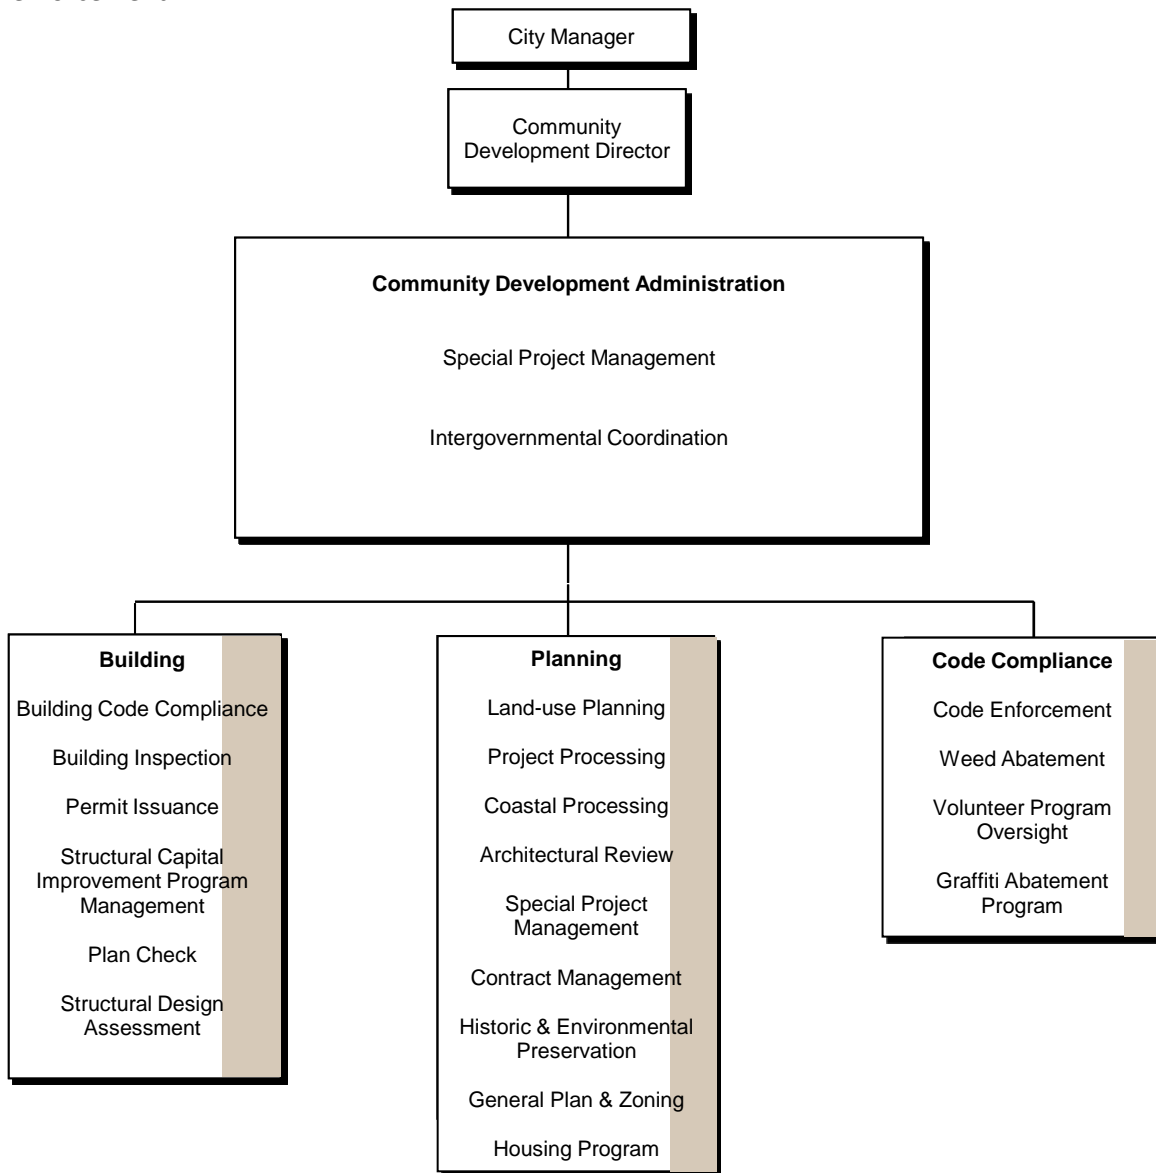 City Manager
Community
Development Director
Community Development Administration
Special Project Management
Intergovernmental Coordination
Building
Building Code Compliance
Building Inspection
Permit Issuance
Structural Capital
Improvement Program
Management
Plan Check
Structural Design
Assessment
Planning
Land-use Planning
Project Processing
Coastal Processing
Architectural Review
Special Project
Management
Contract Management
Historic & Environmental
Preservation
General Plan & Zoning
Housing Program
Code Compliance
Code Enforcement
Weed Abatement
Volunteer Program
Oversight
Graffiti Abatement
Program